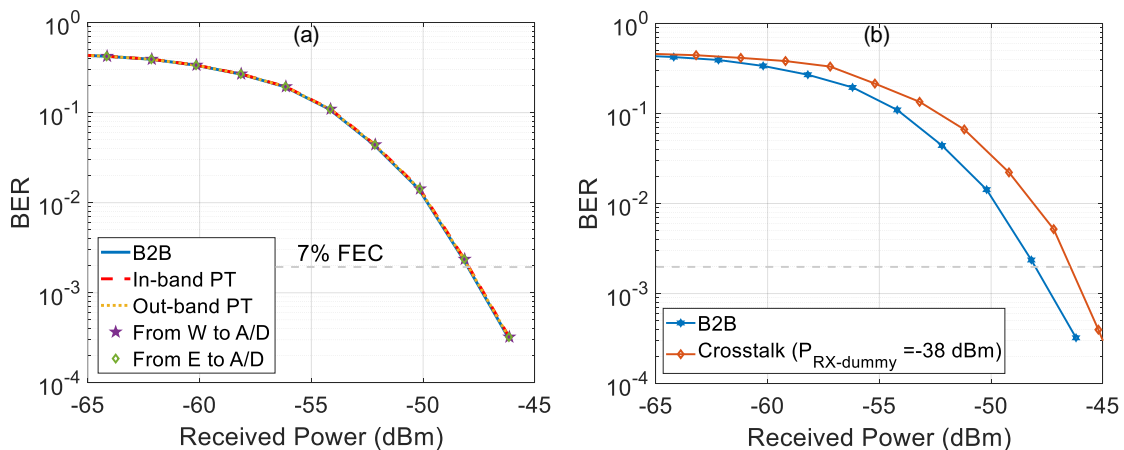 (a)
10^0
10^-1
10^-2
10^-3
10^-4
BER
B2B
In-band PT
Out-band PT
From W to A/D
From E to A/D
7% FEC
-65 -60 -55 -50 -45
Received Power (dBm)
(b)
10^0
10^-1
10^-2
10^-3
10^-4
BER
B2B
Crosstalk (P_RX-dummy =-38 dBm)
-65 -60 -55 -50 -45
Received Power (dBm)